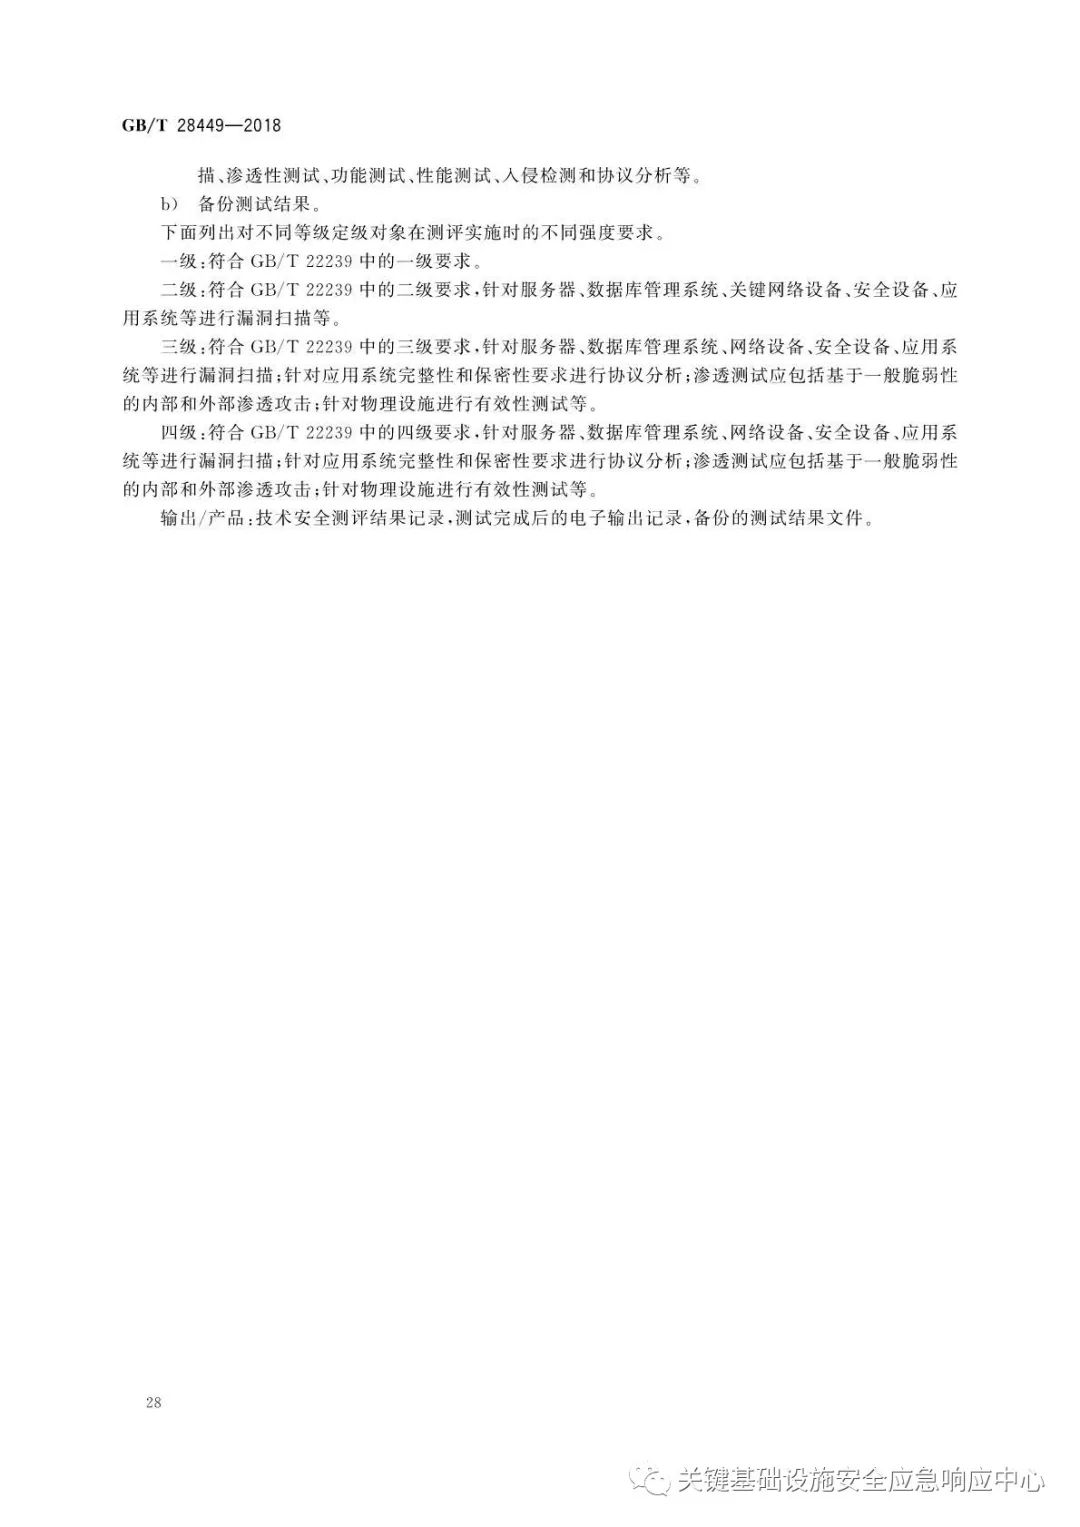 GB/T 28449—2018
描、渗透性测试、功能测试、性能测试、入侵检测和协议分析等。
b) 备份测试结果。
下面列出对不同等级定级对象在测评实施时的不同强度要求。
一级:符合 GB/T 22239 中的一级要求。
二级:符合 GB/T 22239 中的二级要求,针对服务器、数据库管理系统、关键网络设备、安全设备、应
用系统等进行漏洞扫描等。
三级:符合 GB/T 22239 中的三级要求,针对服务器、数据库管理系统、网络设备、安全设备、应用系
统等进行漏洞扫描;针对应用系统完整性和保密性要求进行协议分析;渗透测试应包括基于一般脆弱性
的内部和外部渗透攻击;针对物理设施进行有效性测试等。
四级:符合 GB/T 22239 中的四级要求,针对服务器、数据库管理系统、网络设备、安全设备、应用系
统等进行漏洞扫描;针对应用系统完整性和保密性要求进行协议分析;渗透测试应包括基于一般脆弱性
的内部和外部渗透攻击;针对物理设施进行有效性测试等。
输出/产品:技术安全测评结果记录,测试完成后的电子输出记录,备份的测试结果文件。
28
关键基础设施安全应急响应中心